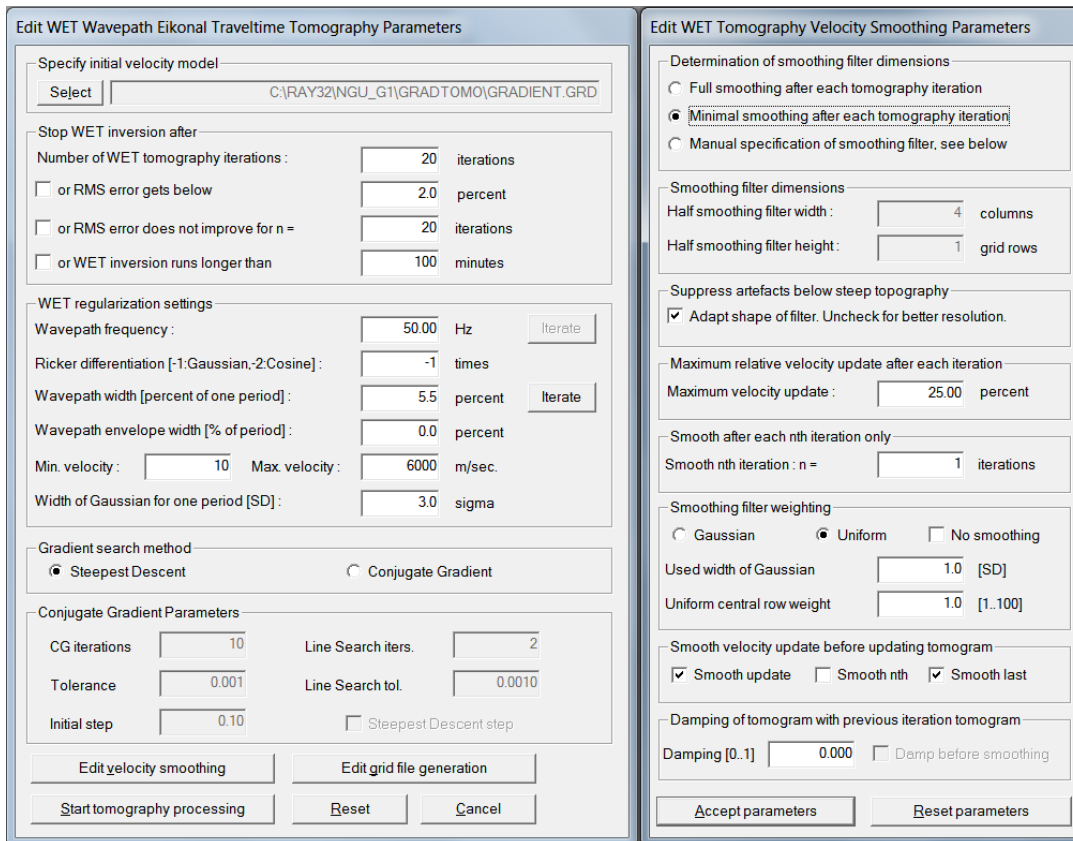 Edit WET Wavepath Eikonal Traveltime Tomography Parameters
Specify initial velocity model
Select C:\RAY32\NGU_G1\GRADTOMO\GRADIENT.GRD
Stop WET inversion after
Number of WET tomography iterations : 20 iterations
or RMS error gets below 2.0 percent
or RMS error does not improve for n = 20 iterations
or WET inversion runs longer than 100 minutes
WET regularization settings
Wavepath frequency : 50.00 Hz Iterate
Ricker differentiation [-1:Gaussian,-2:Cosine] : -1 times
Wavepath width [percent of one period] : 5.5 percent Iterate
Wavepath envelope width [% of period] : 0.0 percent
Min. velocity : 10 Max. velocity : 6000 m/sec.
Width of Gaussian for one period [SD] : 3.0 sigma
Gradient search method
Steepest Descent Conjugate Gradient
Conjugate Gradient Parameters
CG iterations 10 Line Search iters. 2
Tolerance 0.001 Line Search tol. 0.0010
Initial step 0.10 Steepest Descent step
Edit velocity smoothing Edit grid file generation
Start tomography processing Reset Cancel
Edit WET Tomography Velocity Smoothing Parameters
Determination of smoothing filter dimensions
Full smoothing after each tomography iteration
Minimal smoothing after each tomography iteration
Manual specification of smoothing filter, see below
Smoothing filter dimensions
Half smoothing filter width : 4 columns
Half smoothing filter height : 1 grid rows
Suppress artefacts below steep topography
Adapt shape of filter. Uncheck for better resolution.
Maximum relative velocity update after each iteration
Maximum velocity update : 25.00 percent
Smooth after each nth iteration only
Smooth nth iteration : n = 1 iterations
Smoothing filter weighting
Gaussian Uniform No smoothing
Used width of Gaussian 1.0 [SD]
Uniform central row weight 1.0 [1..100]
Smooth velocity update before updating tomogram
Smooth update Smooth nth Smooth last
Damping of tomogram with previous iteration tomogram
Damping [0..1] 0.000 Damp before smoothing
Accept parameters Reset parameters